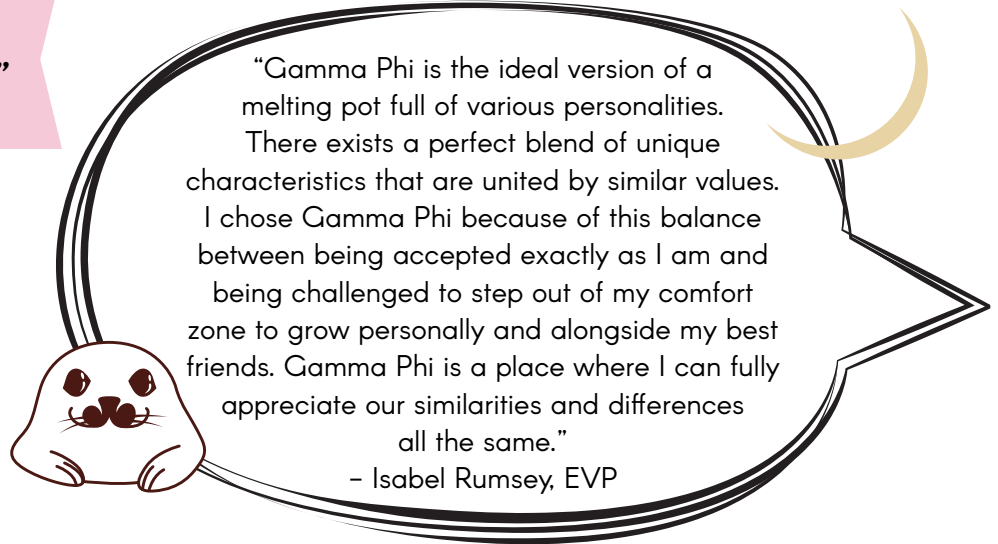 ”
“Gamma Phi is the ideal version of a
melting pot full of various personalities.
There exists a perfect blend of unique
characteristics that are united by similar values.
I chose Gamma Phi because of this balance
between being accepted exactly as I am and
being challenged to step out of my comfort
zone to grow personally and alongside my best
friends. Gamma Phi is a place where I can fully
appreciate our similarities and differences
all the same.”
– Isabel Rumsey, EVP